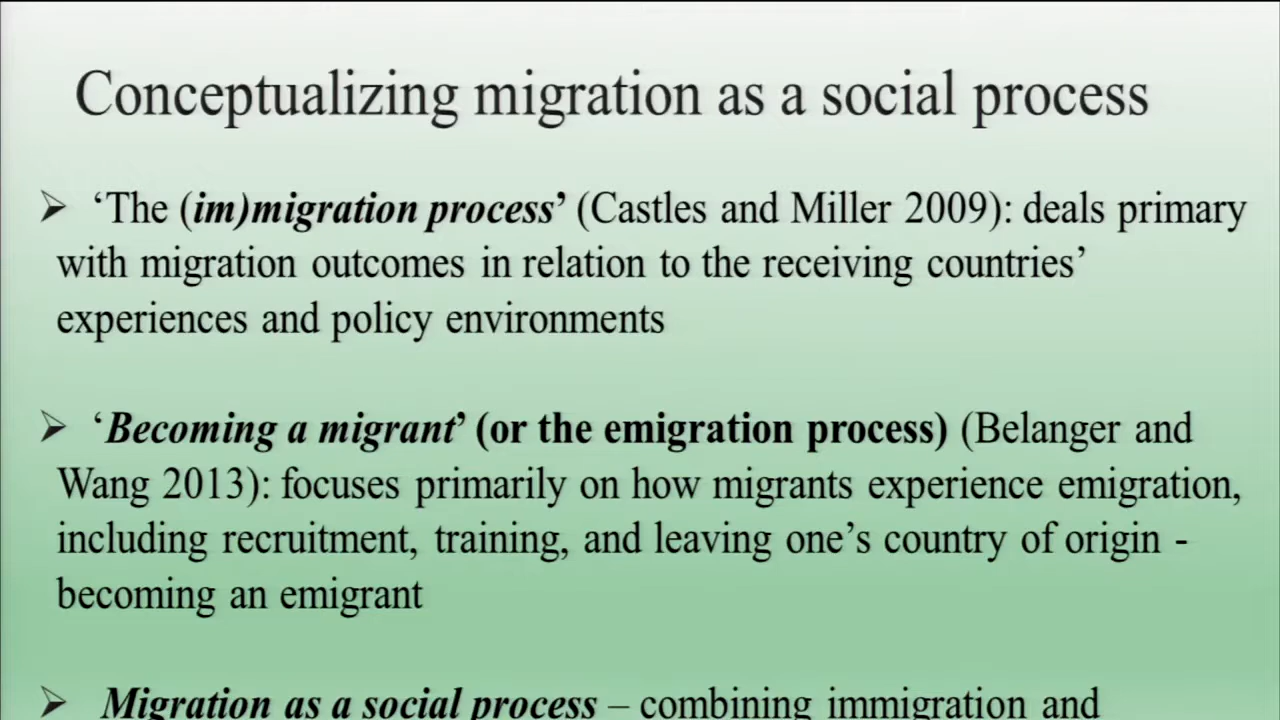 Conceptualizing migration as a social process
➢ ‘The (im)migration process’ (Castles and Miller 2009): deals primary
with migration outcomes in relation to the receiving countries’
experiences and policy environments
➢ ‘Becoming a migrant’ (or the emigration process) (Belanger and
Wang 2013): focuses primarily on how migrants experience emigration,
including recruitment, training, and leaving one’s country of origin -
becoming an emigrant
➢ Migration as a social process – combining immigration and